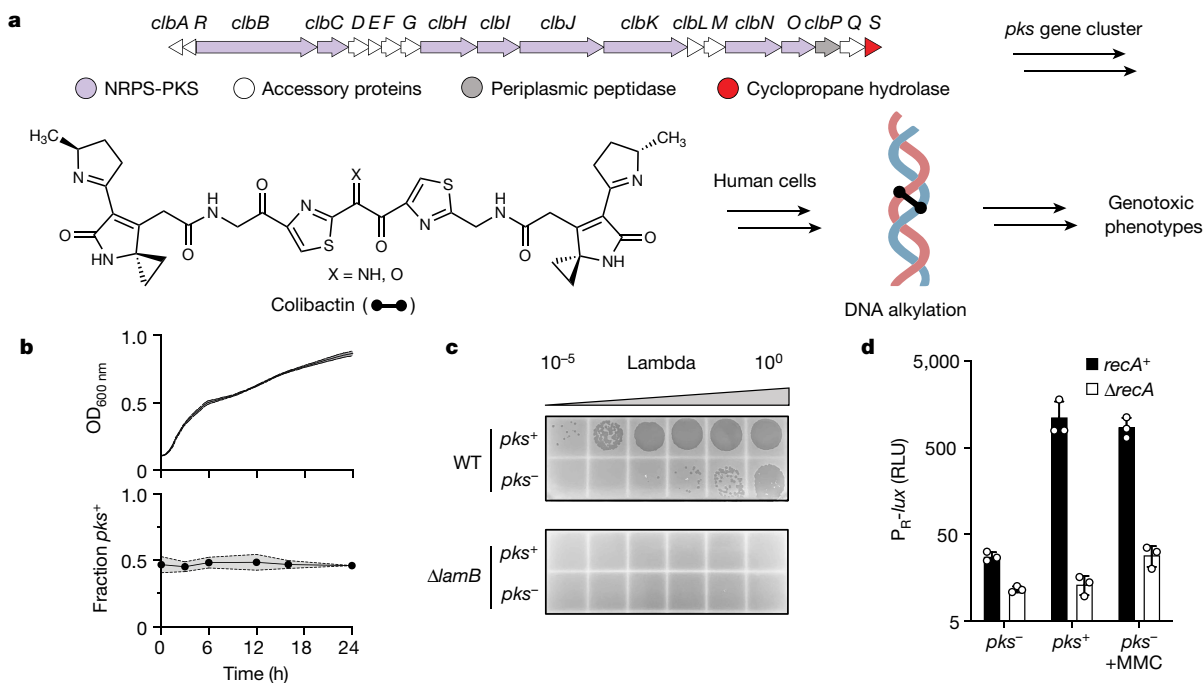 a
clbA R clbB clbC D E F G clbH clbI clbJ clbK clbL M clbN O clbP Q S
pks gene cluster
NRPS-PKS
Accessory proteins
Periplasmic peptidase
Cyclopropane hydrolase
H₃C
N
O
HN
O
HN
O
N
S
X
O
S
N
NH
O
CH₃
N
O
NH
X = NH, O
Colibactin ( )
Human cells
DNA alkylation
Genotoxic
phenotypes
b
OD600 nm
1.0
0.5
0
Fraction pks⁺
1.0
0.5
0
0 6 12 18 24
Time (h)
c
10⁻⁵ Lambda 10⁰
WT
pks⁺
pks⁻
ΔlamB
pks⁺
pks⁻
d
PR-lux (RLU)
5,000
500
50
5
recA⁺
ΔrecA
pks⁻ pks⁺ pks⁻
+MMC